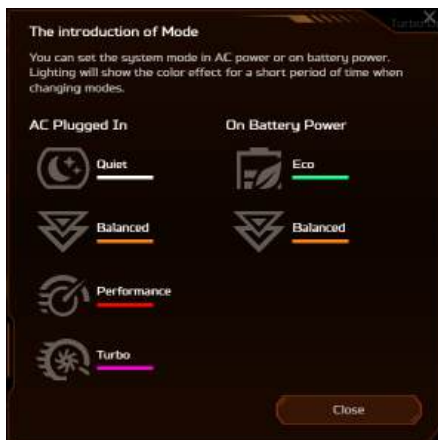 The introduction of Mode
You can set the system mode in AC power or on battery power.
Lighting will show the color effect for a short period of time when
changing modes.
AC Plugged In
On Battery Power
Quiet
Eco
Balanced
Balanced
Performance
Turbo
Close